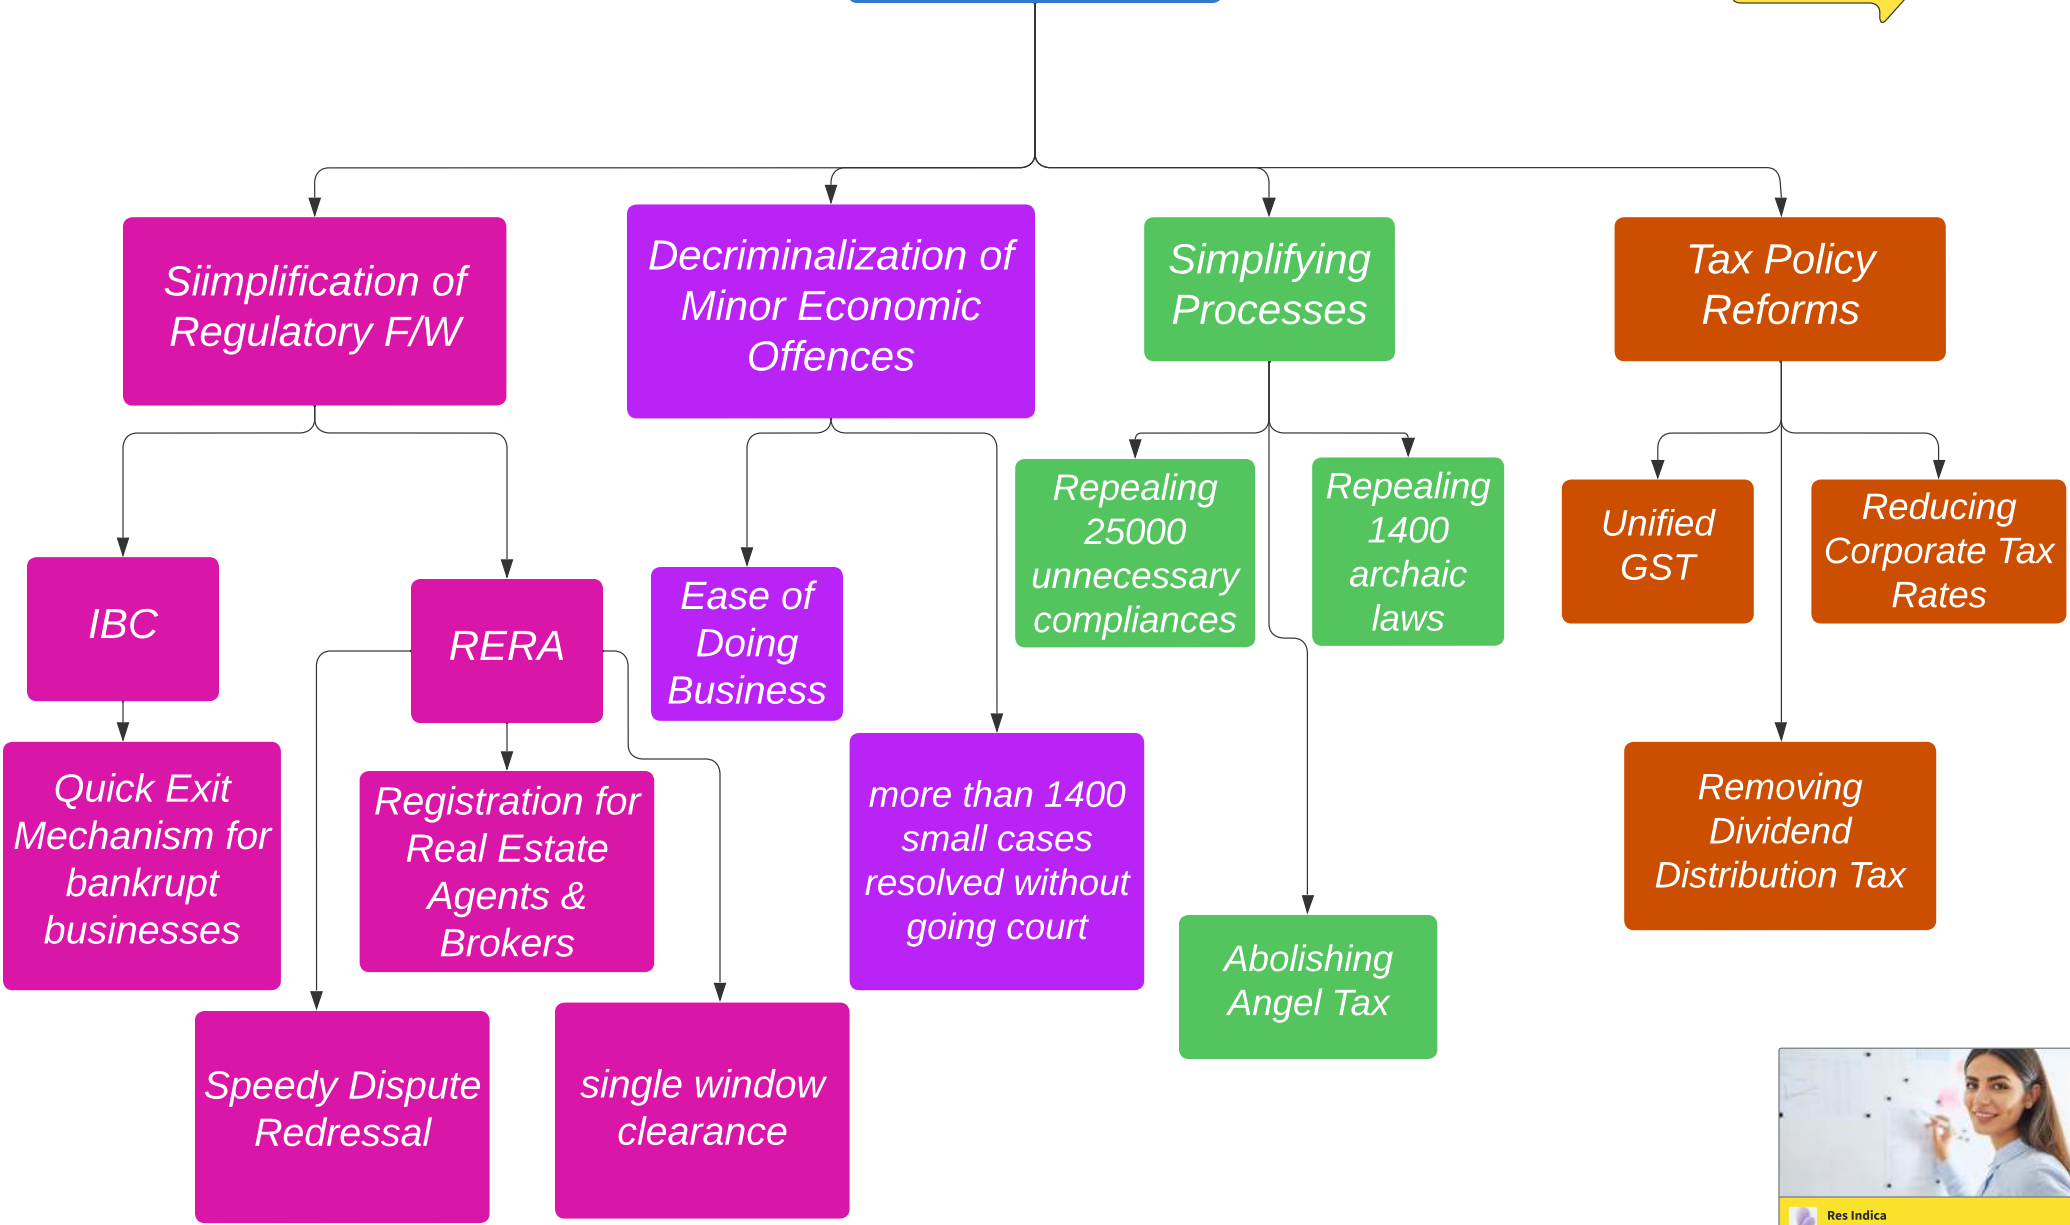 Siimplification of
Regulatory F/W
Decriminalization of
Minor Economic
Offences
Simplifying
Processes
Tax Policy
Reforms
IBC
RERA
Ease of
Doing
Business
Repealing
25000
unnecessary
compliances
Repealing
1400
archaic
laws
Unified
GST
Reducing
Corporate Tax
Rates
Quick Exit
Mechanism for
bankrupt
businesses
Registration for
Real Estate
Agents &
Brokers
more than 1400
small cases
resolved without
going court
Removing
Dividend
Distribution Tax
Abolishing
Angel Tax
Speedy Dispute
Redressal
single window
clearance
Res Indica